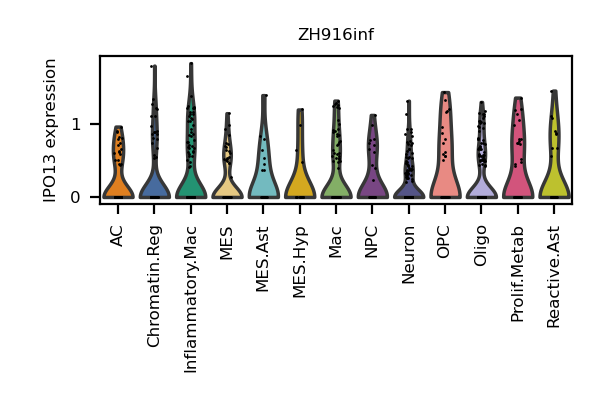 ZH916inf
IPO13 expression
1
0
AC
Chromatin.Reg
Inflammatory.Mac
MES
MES.Ast
MES.Hyp
Mac
NPC
Neuron
OPC
Oligo
Prolif.Metab
Reactive.Ast